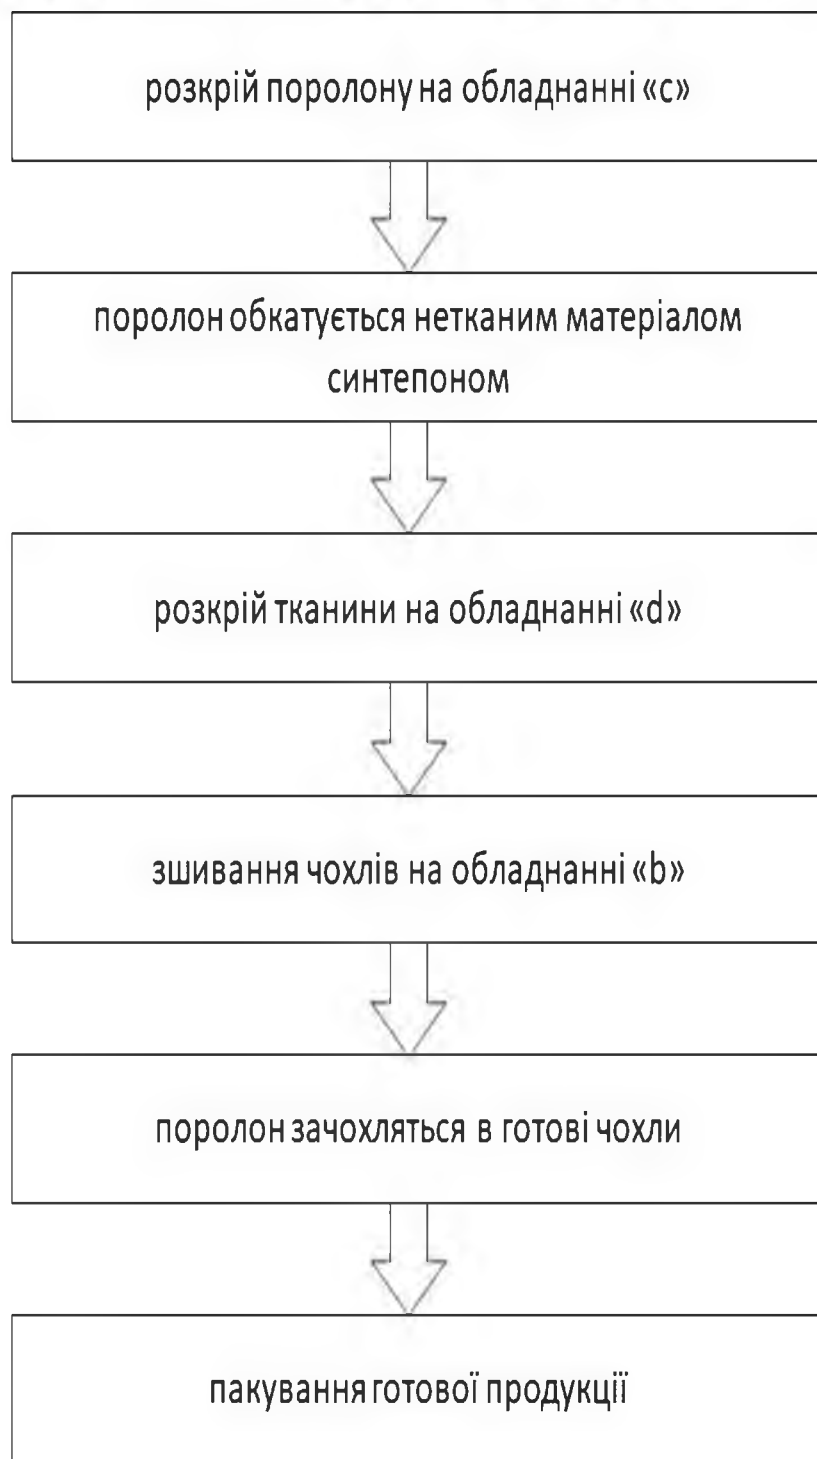 розкрій поролону на обладнанні «c»
поролон обкатується нетканим матеріалом
синтепоном
розкрій тканини на обладнанні «d»
зшивання чохлів на обладнанні «b»
поролон зачохляться в готові чохли
пакування готової продукції